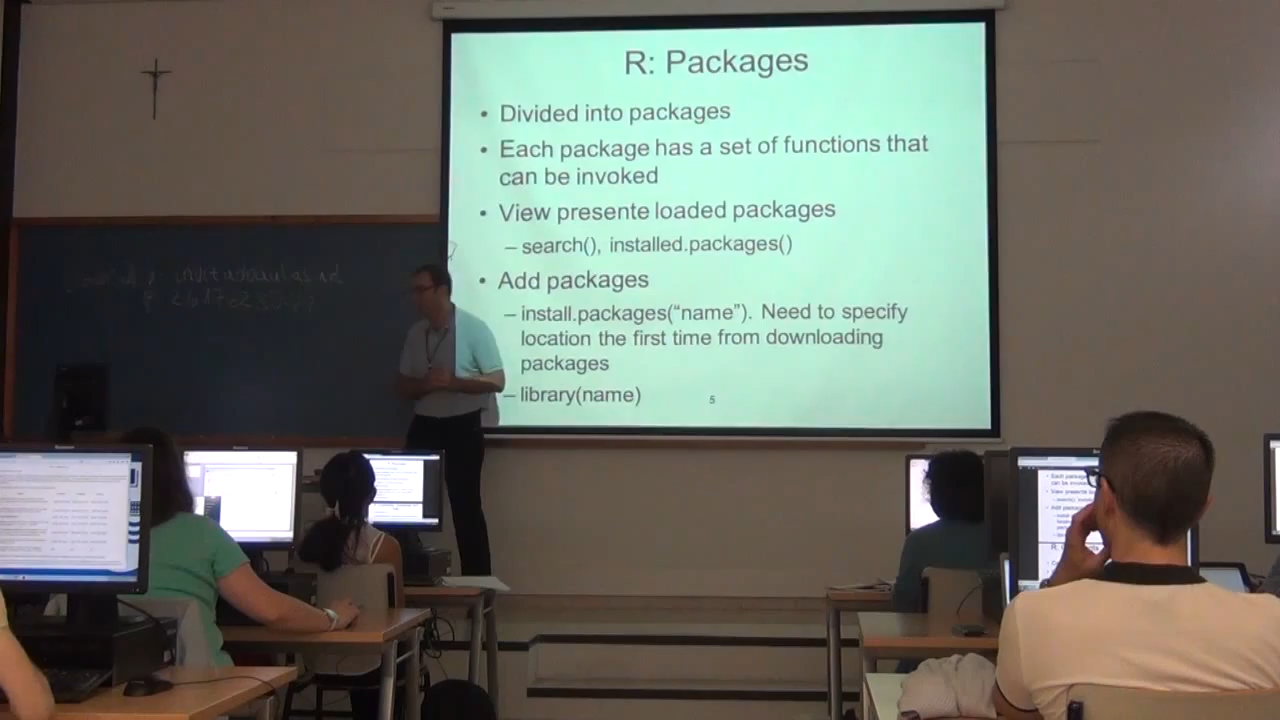 R: Packages
• Divided into packages
• Each package has a set of functions that
can be invoked
• View presente loaded packages
– search(), installed.packages()
• Add packages
– install.packages(“name”). Need to specify
location the first time from downloading
packages
– library(name)
5